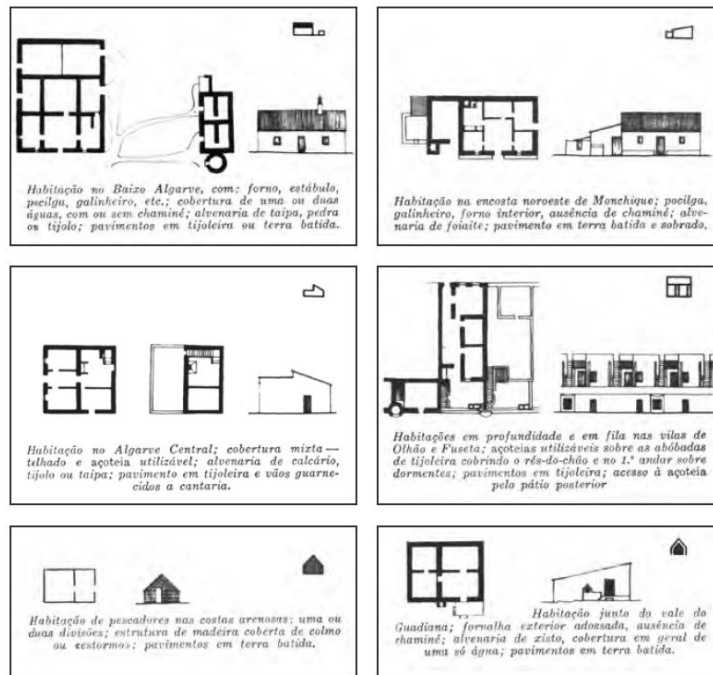 Habitação no Baixo Algarve, com: forno, estábulo,
pocilga, galinheiro, etc.; cobertura de uma ou duas
águas, com ou sem chaminé; alvenaria de taipa, pedra
ou tijolo; pavimentos em tijoleira ou terra batida.
Habitação na encosta noroeste de Monchique; pocilga,
galinheiro, forno interior, ausência de chaminé; alve-
naria de foiaite; pavimento em terra batida e sobrado.
Habitação no Algarve Central; cobertura mixta —
telhado e açoteia utilizável; alvenaria de calcário,
tijolo ou taipa; pavimento em tijoleira e vãos guarne-
cidos a cantaria.
Habitações em profundidade e em fila nas vilas de
Olhão e Fuseta; açoteias utilizáveis sobre as abóbadas
de tijoleira cobrindo o rés-do-chão e no 1.º andar sobre
dormentes; pavimentos em tijoleira; acesso à açoteia
pelo pátio posterior
Habitação de pescadores nas costas arenosas; uma ou
duas divisões; estrutura de madeira coberta de colmo
ou «estormo»; pavimentos em terra batida.
Habitação junto do vale do
Guadiana; fornalha exterior adossada, ausência de
chaminé; alvenaria de xisto, cobertura em geral de
uma só água; pavimentos em terra batida.